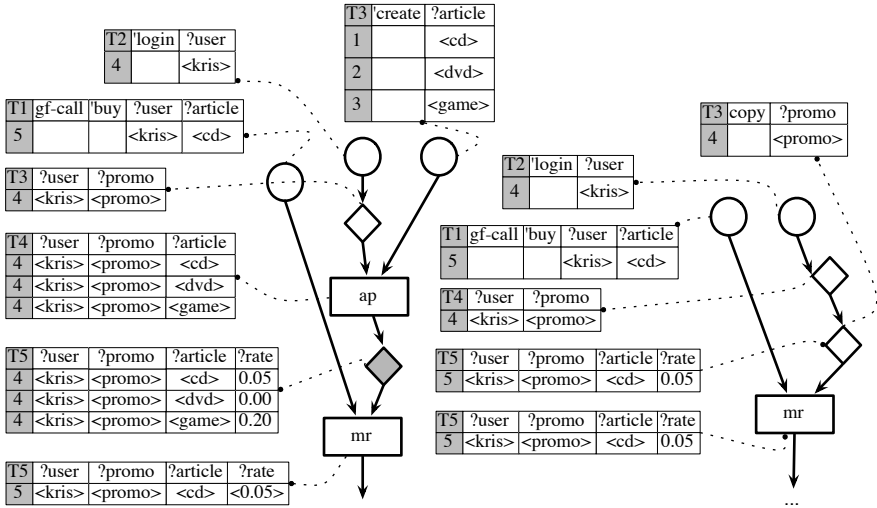 T3 'create ?article
1 <cd>
2 <dvd>
3 <game>
T2 'login ?user
4 <kris>
T1 gf-call 'buy ?user ?article
5 <kris> <cd>
T3 ?user ?promo
4 <kris> <promo>
T4 ?user ?promo ?article
4 <kris> <promo> <cd>
4 <kris> <promo> <dvd>
4 <kris> <promo> <game>
ap
T5 ?user ?promo ?article ?rate
4 <kris> <promo> <cd> 0.05
4 <kris> <promo> <dvd> 0.00
4 <kris> <promo> <game> 0.20
mr
T5 ?user ?promo ?article ?rate
5 <kris> <promo> <cd> <0.05>
T3 copy ?promo
4 <promo>
T2 'login ?user
4 <kris>
T1 gf-call 'buy ?user ?article
5 <kris> <cd>
T4 ?user ?promo
4 <kris> <promo>
T5 ?user ?promo ?article ?rate
5 <kris> <promo> <cd> 0.05
mr
T5 ?user ?promo ?article ?rate
5 <kris> <promo> <cd> 0.05
...